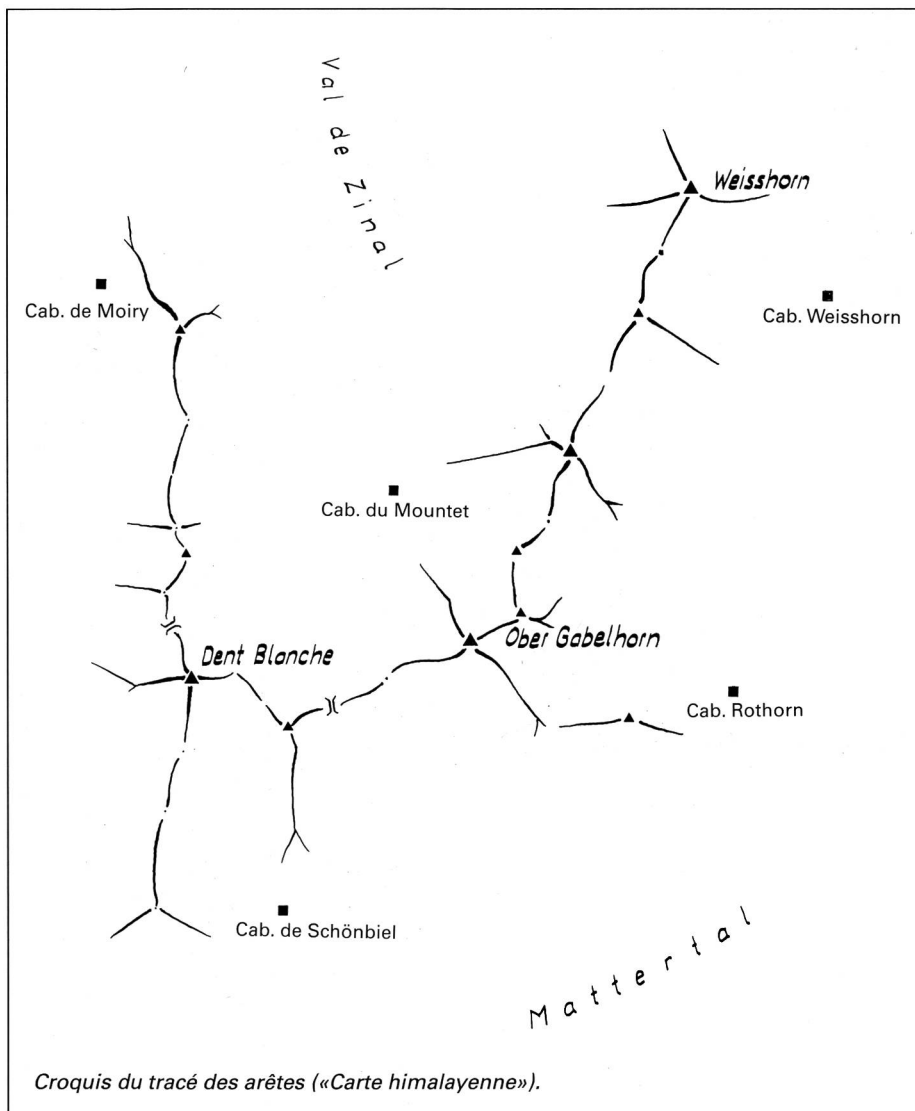 Val de Zinal
Weisshorn
Cab. de Moiry
Cab. Weisshorn
Cab. du Mountet
Dent Blanche
Ober Gabelhorn
Cab. Rothorn
Cab. de Schönbiel
Mattertal
Croquis du tracé des arêtes («Carte himalayenne»).